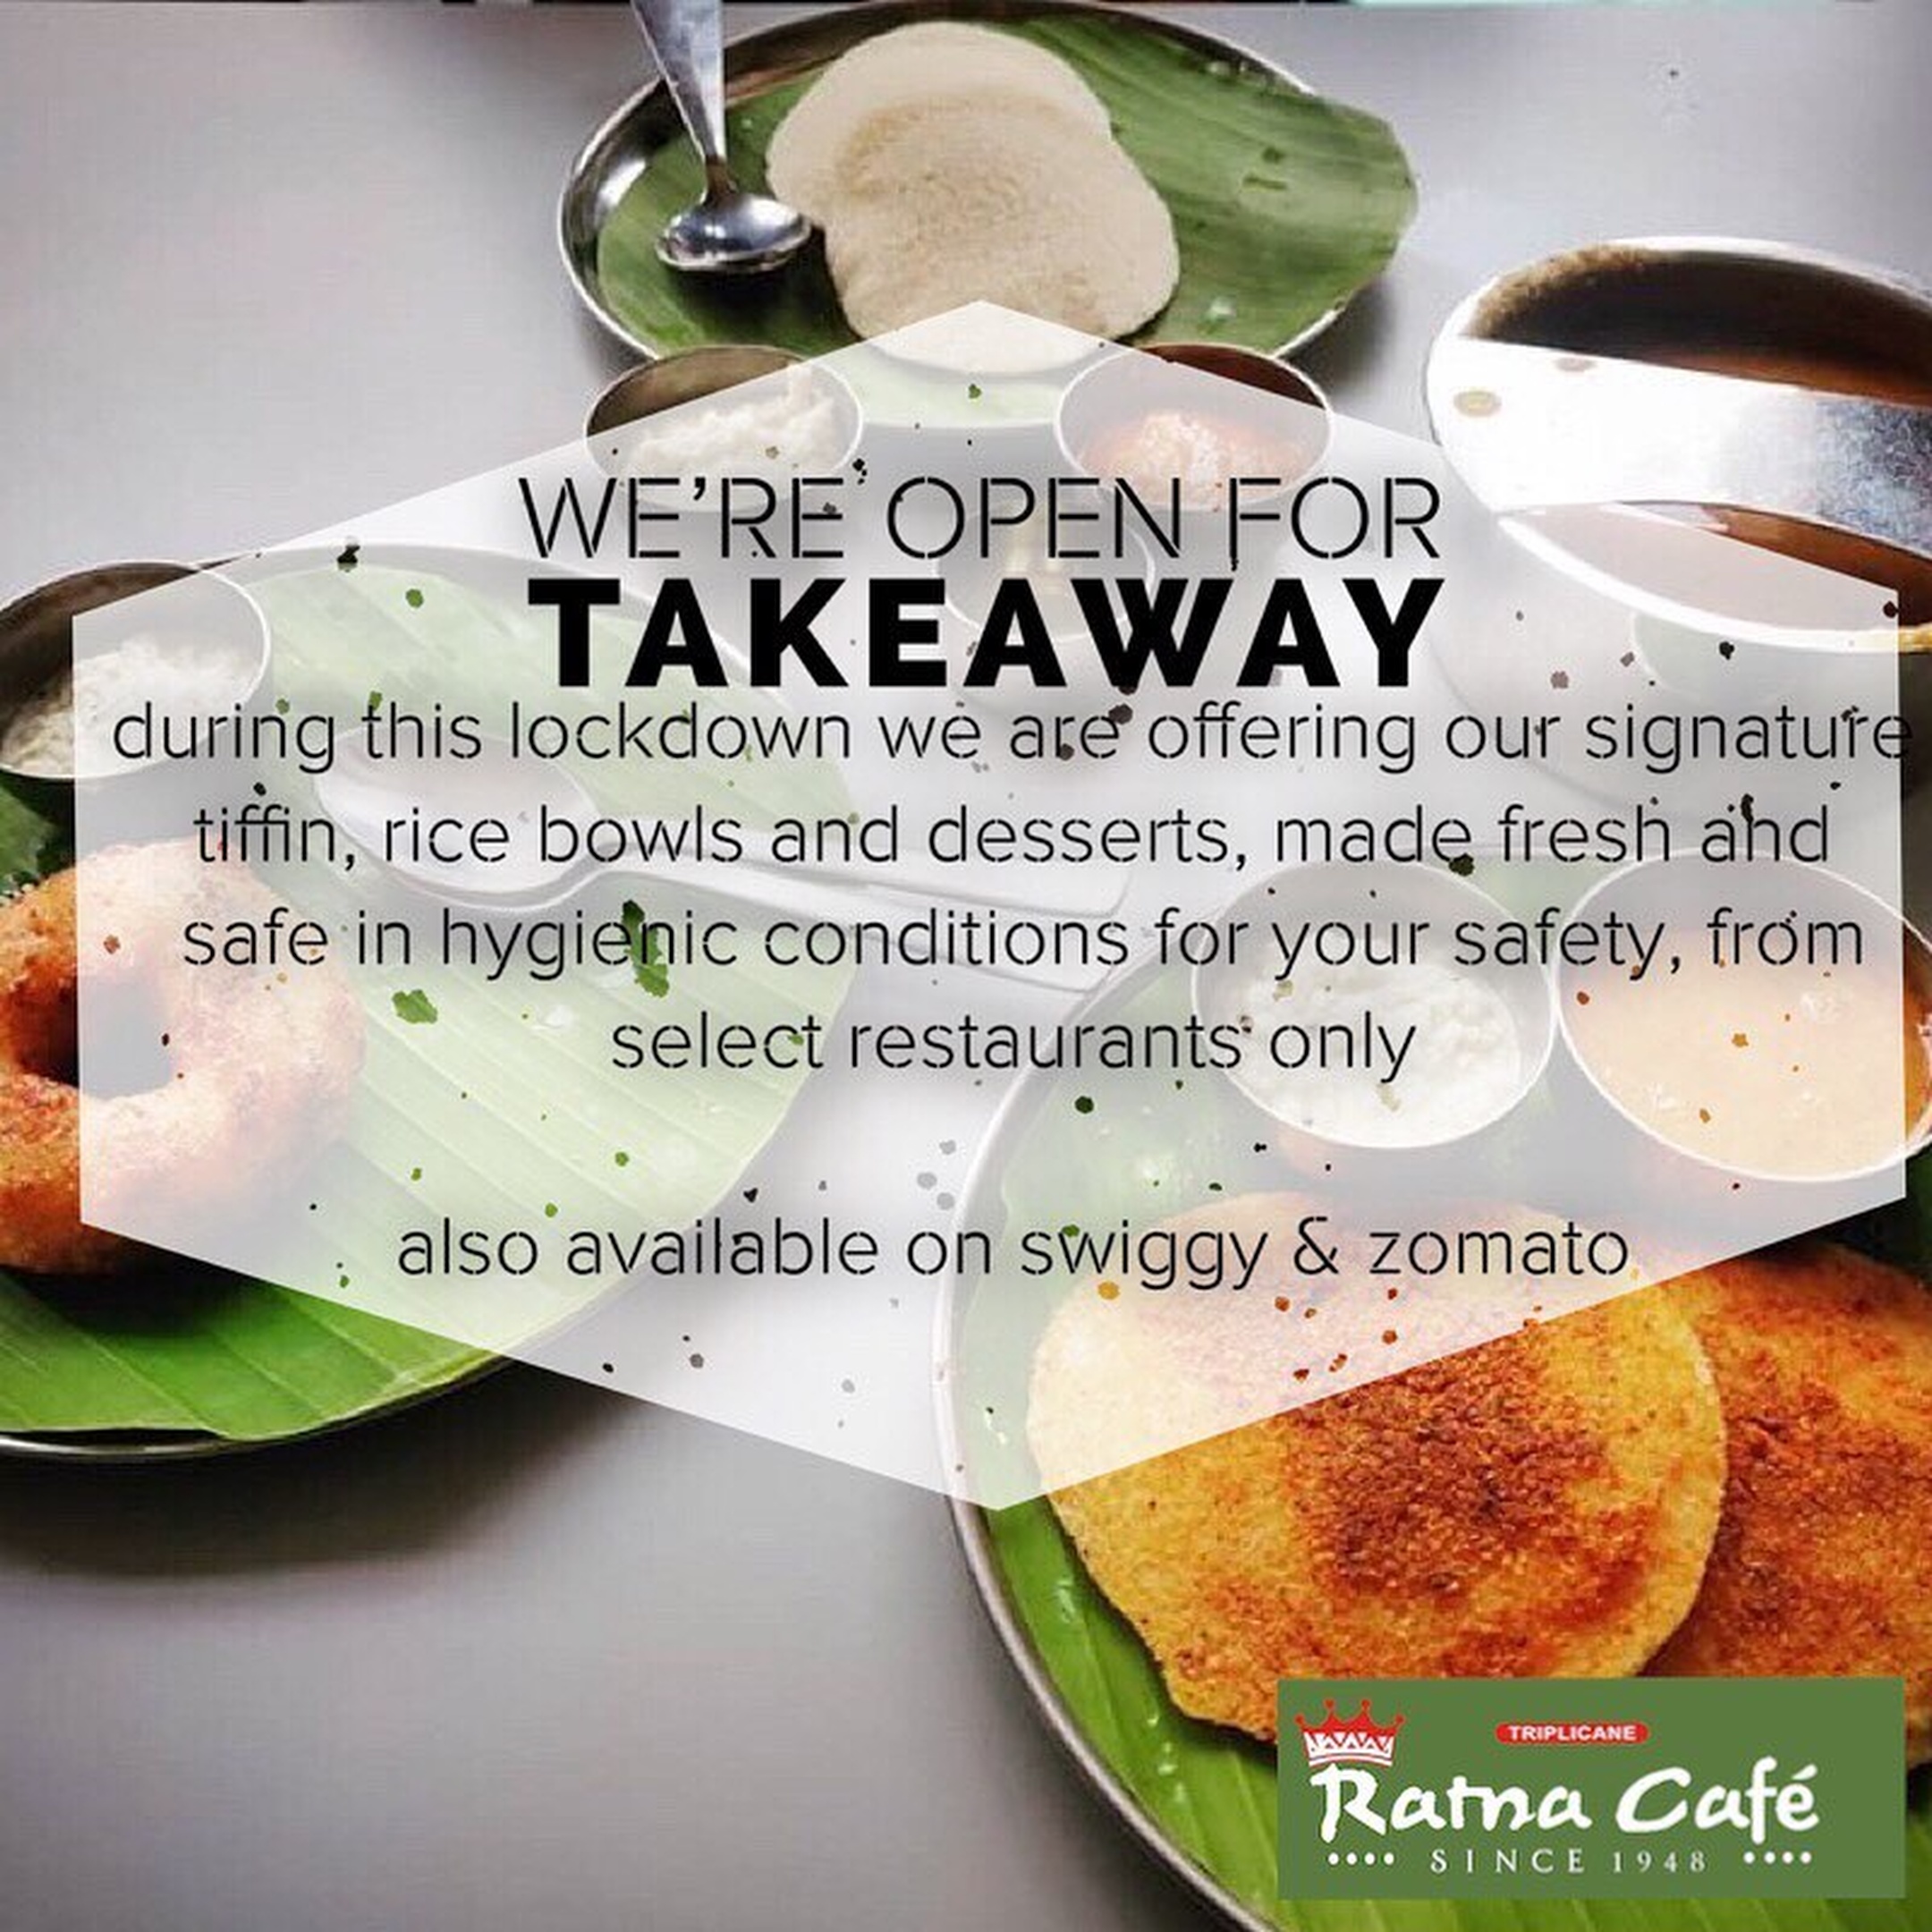 WE'RE OPEN FOR
TAKEAWAY
during this lockdown we are offering our signature
tiffin, rice bowls and desserts, made fresh and
safe in hygienic conditions for your safety, from
select restaurants only
also available on swiggy & zomato
TRIPLICANE
Ratna Café
SINCE 1948